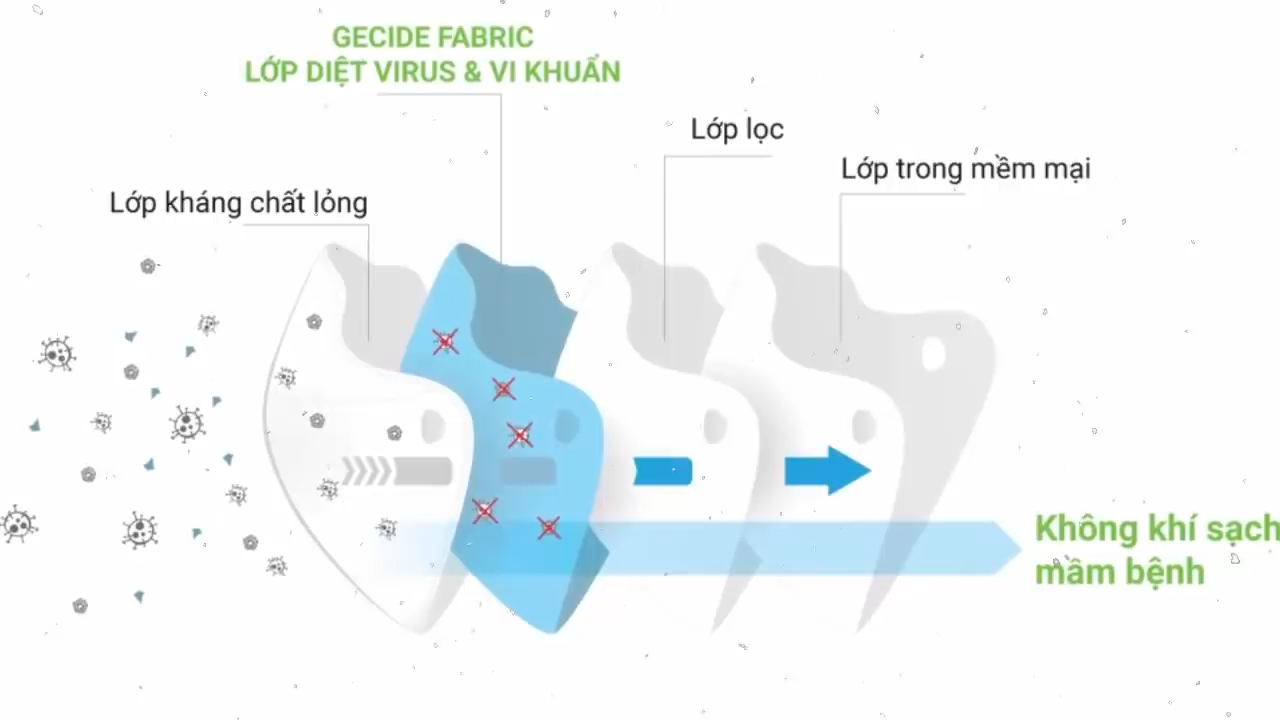 GECIDE FABRIC
LỚP DIỆT VIRUS & VI KHUẨN
Lớp lọc
Lớp trong mềm mại
Lớp kháng chất lỏng
Không khí sạch
mầm bệnh